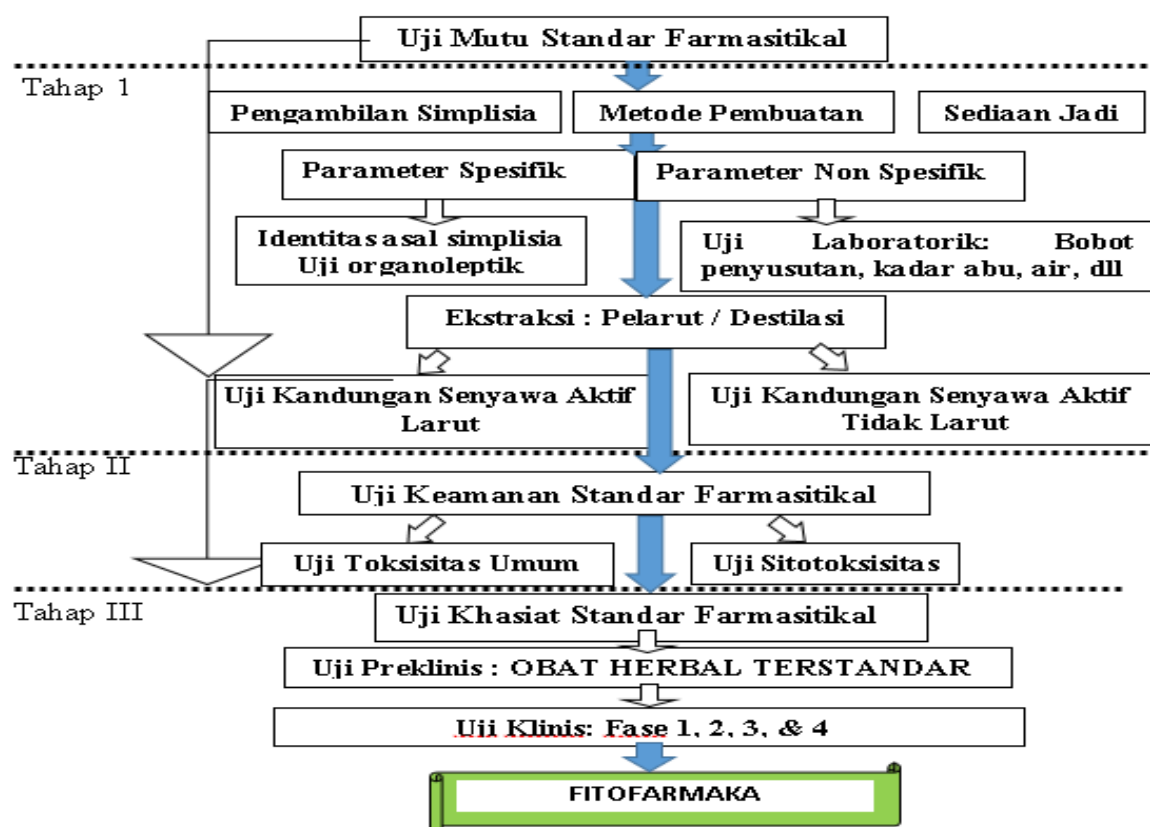 Uji Mutu Standar Farmasitikal
Tahap 1
Pengambilan Simplisia
Metode Pembuatan
Sediaan Jadi
Parameter Spesifik
Parameter Non Spesifik
Identitas asal simplisia
Uji organoleptik
Uji Laboratorik: Bobot
penyusutan, kadar abu, air, dll
Ekstraksi : Pelarut / Destilasi
Uji Kandungan Senyawa Aktif
Larut
Uji Kandungan Senyawa Aktif
Tidak Larut
Tahap II
Uji Keamanan Standar Farmasitikal
Uji Toksisitas Umum
Uji Sitotoksisitas
Tahap III
Uji Khasiat Standar Farmasitikal
Uji Preklinis : OBAT HERBAL TERSTANDAR
Uji Klinis: Fase 1, 2, 3, & 4
FITOFARMAKA